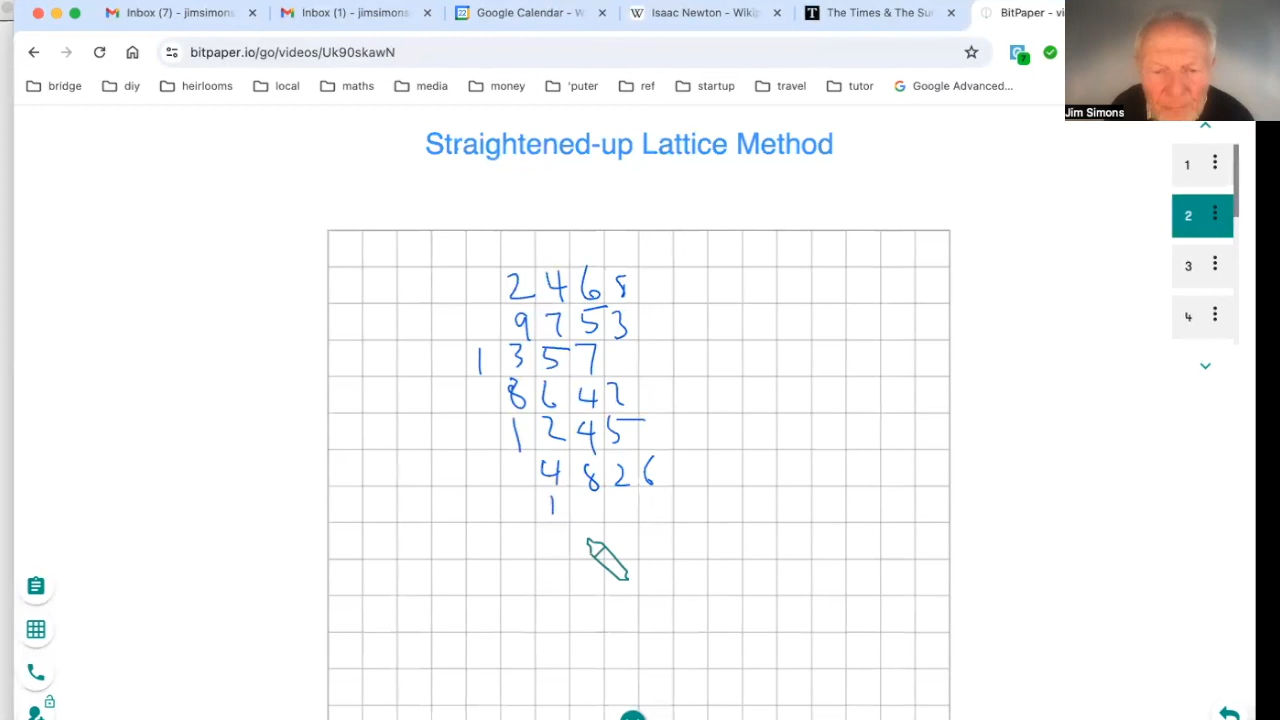 Inbox (7) - jimsimons
Inbox (1) - jimsimons
Google Calendar - W
Isaac Newton - Wikip
The Times & The Su
BitPaper - vi
bitpaper.io/go/videos/Uk90skawN
7
bridge
diy
heirlooms
local
maths
media
money
'puter
ref
startup
travel
tutor
Google Advanced...
Jim Simons
Straightened-up Lattice Method
1
2
3
4
2 4 6 8
9 7 5 3
1 3 5 7
8 6 4 2
1 2 4 5
4 8 2 6
1